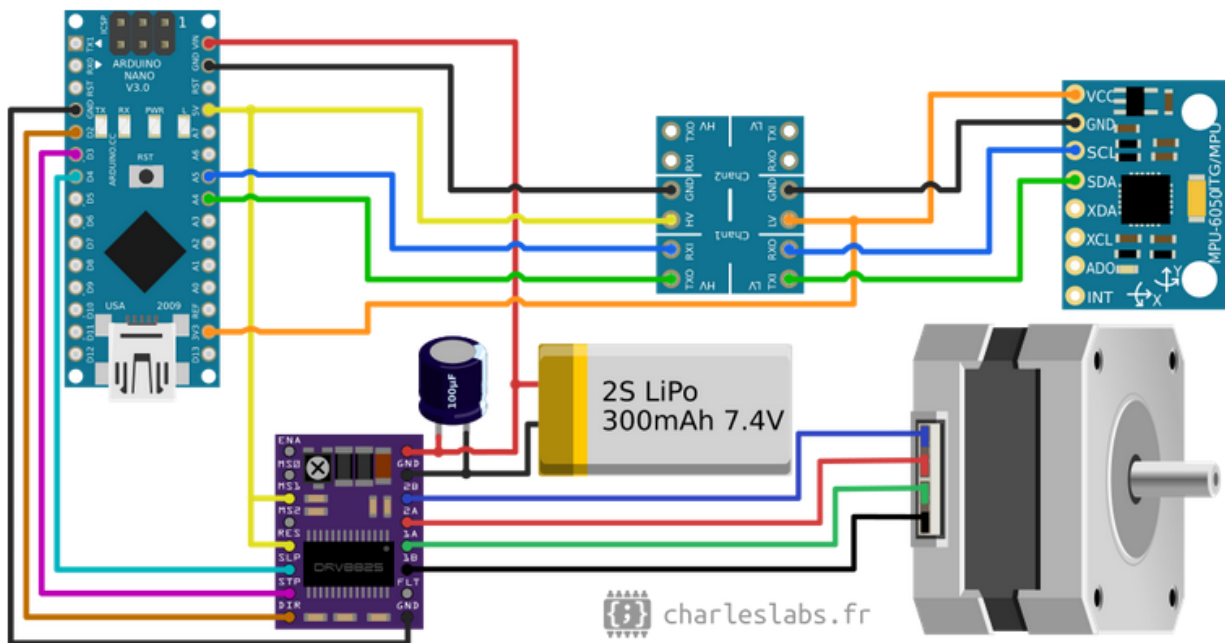 ICSP
1
TX1
RX0
RST
GND
D2
D3
D4
D5
D6
D7
D8
D9
D10
D11
D12
ARDUINO
NANO
V3.0
TX
RX
PWR
L
RST
ARDUINO.CC
USA
2009
VIN
GND
RST
5V
A7
A6
A5
A4
A3
A2
A1
A0
REF
3V3
D13
TXO
HV
LV
TXI
RXI
RXO
GND
Chan2
GND
HV
LV
Chan1
RXI
RXO
TXO
HV
LV
TXI
VCC
GND
SCL
SDA
XDA
XCL
ADO
INT
MPU-6050
ITG/MPU
Y
X
100µF
2S LiPo
300mAh 7.4V
ENA
MS0
MS1
MS2
RES
SLP
STP
DIR
GND
2B
2A
1A
1B
FLT
GND
DRV8825
{;} charleslabs.fr